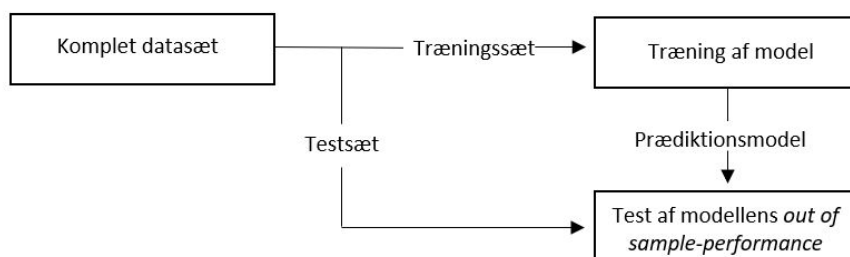 Komplet datasæt
Træningssæt
Træning af model
Testsæt
Prædiktionsmodel
Test af modellens out of
sample-performance